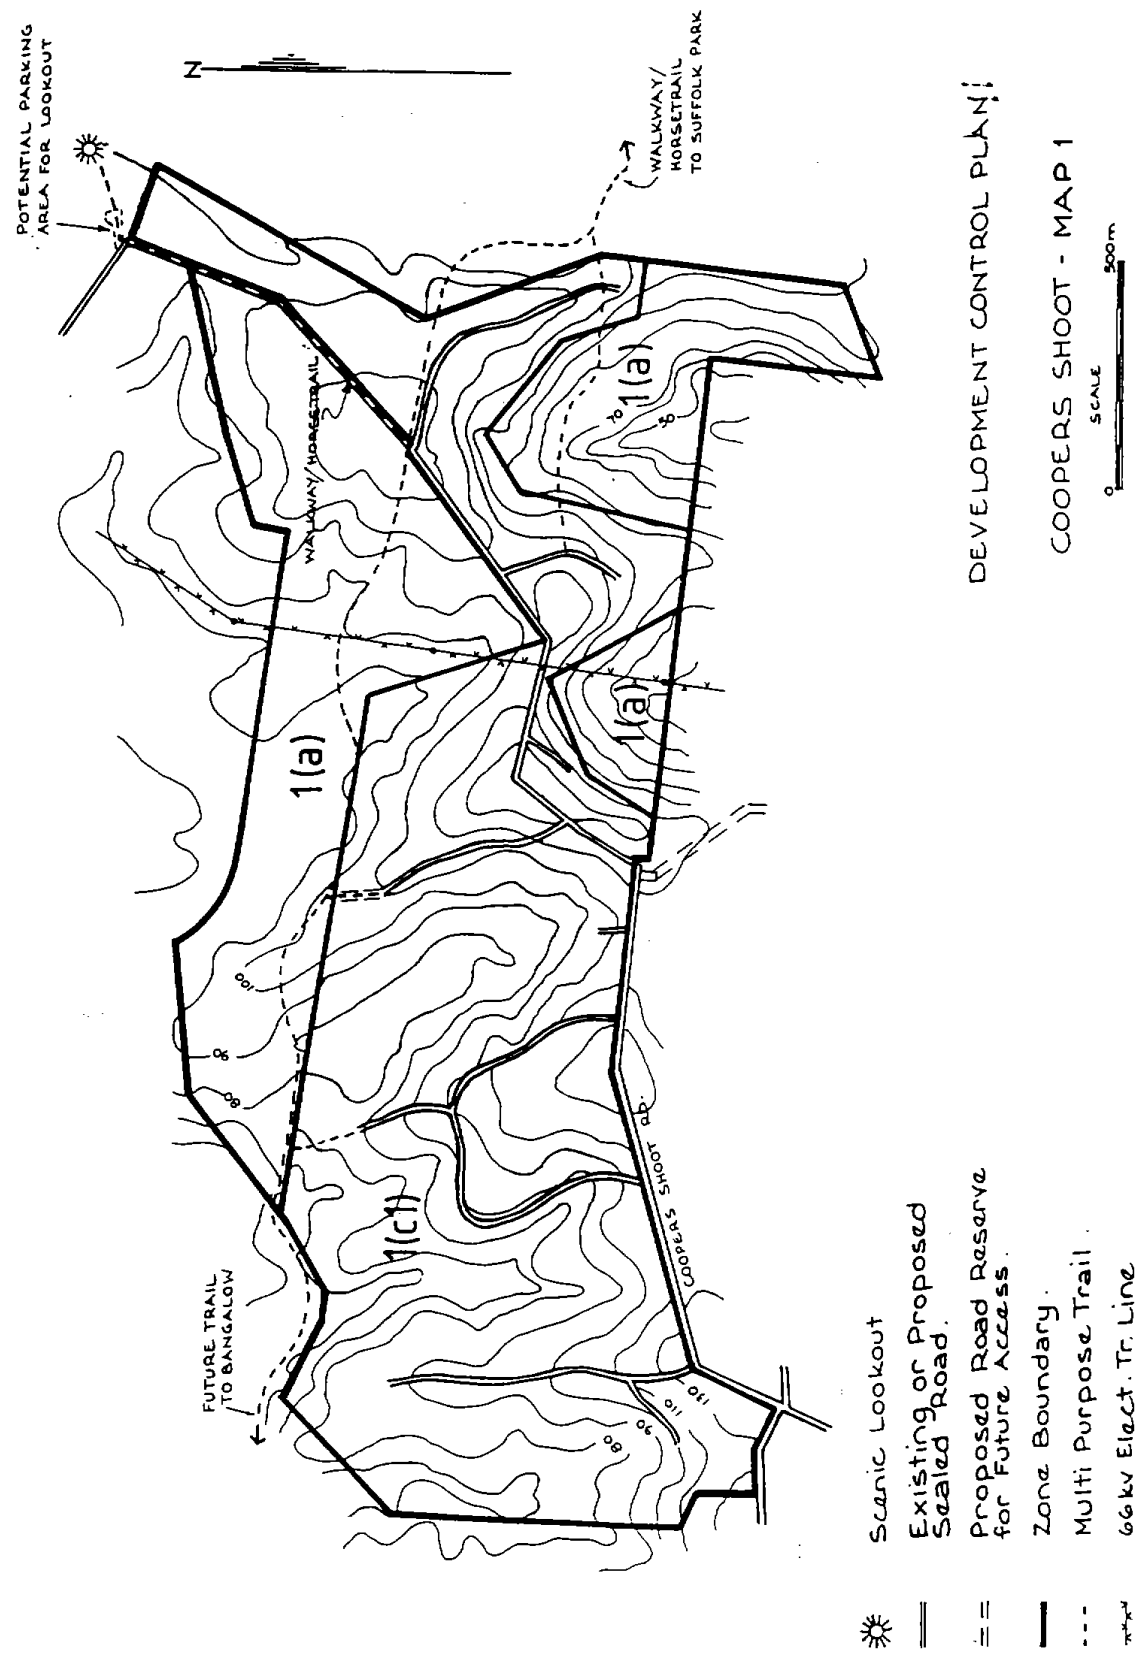 POTENTIAL PARKING
AREA FOR LOOKOUT
N
WALKWAY/
HORSETRAIL
TO SUFFOLK PARK
WALKWAY/HORSETRAIL
1(a)
70
50
1(a)
1(a)
100
90
80
1(c1)
COOPERS SHOOT RD.
FUTURE TRAIL
TO BANGALOW
80
90
110
130
DEVELOPMENT CONTROL PLAN
COOPERS SHOOT - MAP 1
SCALE
0
500m
Scenic Lookout
Existing or Proposed
Sealed Road.
Proposed Road Reserve
for Future Access.
Zone Boundary.
Multi Purpose Trail.
66kv Elect. Tr. Line